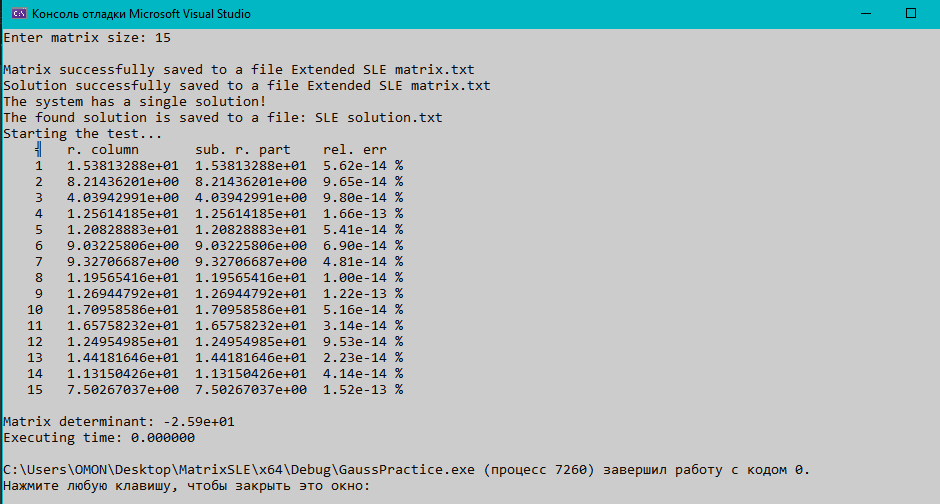 Консоль отладки Microsoft Visual Studio
Enter matrix size: 15
Matrix successfully saved to a file Extended SLE matrix.txt
Solution successfully saved to a file Extended SLE matrix.txt
The system has a single solution!
The found solution is saved to a file: SLE solution.txt
Starting the test...
╣ r. column sub. r. part rel. err
1 1.53813288e+01 1.53813288e+01 5.62e-14 %
2 8.21436201e+00 8.21436201e+00 9.65e-14 %
3 4.03942991e+00 4.03942991e+00 9.80e-14 %
4 1.25614185e+01 1.25614185e+01 1.66e-13 %
5 1.20828883e+01 1.20828883e+01 5.41e-14 %
6 9.03225806e+00 9.03225806e+00 6.90e-14 %
7 9.32706687e+00 9.32706687e+00 4.81e-14 %
8 1.19565416e+01 1.19565416e+01 1.00e-14 %
9 1.26944792e+01 1.26944792e+01 1.22e-13 %
10 1.70958586e+01 1.70958586e+01 5.16e-14 %
11 1.65758232e+01 1.65758232e+01 3.14e-14 %
12 1.24954985e+01 1.24954985e+01 9.53e-14 %
13 1.44181646e+01 1.44181646e+01 2.23e-14 %
14 1.13150426e+01 1.13150426e+01 4.14e-14 %
15 7.50267037e+00 7.50267037e+00 1.52e-13 %
Matrix determinant: -2.59e+01
Executing time: 0.000000
C:\Users\OMON\Desktop\MatrixSLE\x64\Debug\GaussPractice.exe (процесс 7260) завершил работу с кодом 0.
Нажмите любую клавишу, чтобы закрыть это окно: